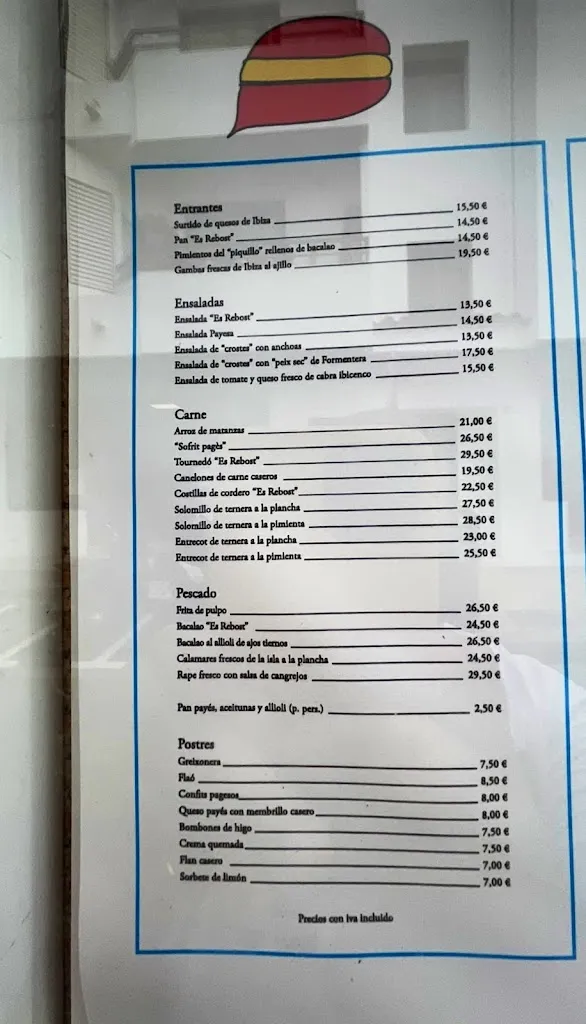 Entrantes
Surtido de quesos de Ibiza 15,50 €
Pan "Es Rebost" 14,50 €
Pimientos del "piquillo" rellenos de bacalao 14,50 €
Gambas frescas de Ibiza al ajillo 19,50 €
Ensaladas
Ensalada "Es Rebost" 13,50 €
Ensalada Payesa 14,50 €
Ensalada de "crostes" con anchoas 13,50 €
Ensalada de "crostes" con "peix sec" de Formentera 17,50 €
Ensalada de tomate y queso fresco de cabra ibicenco 15,50 €
Carne
Arroz de matanzas 21,00 €
"Sofrit pagès" 26,50 €
Tournedó "Es Rebost" 29,50 €
Canelones de carne caseros 19,50 €
Costillas de cordero "Es Rebost" 22,50 €
Solomillo de ternera a la plancha 27,50 €
Solomillo de ternera a la pimienta 28,50 €
Entrecot de ternera a la plancha 23,00 €
Entrecot de ternera a la pimienta 25,50 €
Pescado
Frita de pulpo 26,50 €
Bacalao "Es Rebost" 24,50 €
Bacalao al allioli de ajos tiernos 26,50 €
Calamares frescos de la isla a la plancha 24,50 €
Rape fresco con salsa de cangrejos 29,50 €
Pan payés, aceitunas y allioli (p. pers.) 2,50 €
Postres
Greixonera 7,50 €
Flaó 8,50 €
Confits pagesos 8,00 €
Queso payés con membrillo casero 8,00 €
Bombones de higo 7,50 €
Crema quemada 7,50 €
Flan casero 7,00 €
Sorbete de limón 7,00 €
Precios con iva incluido